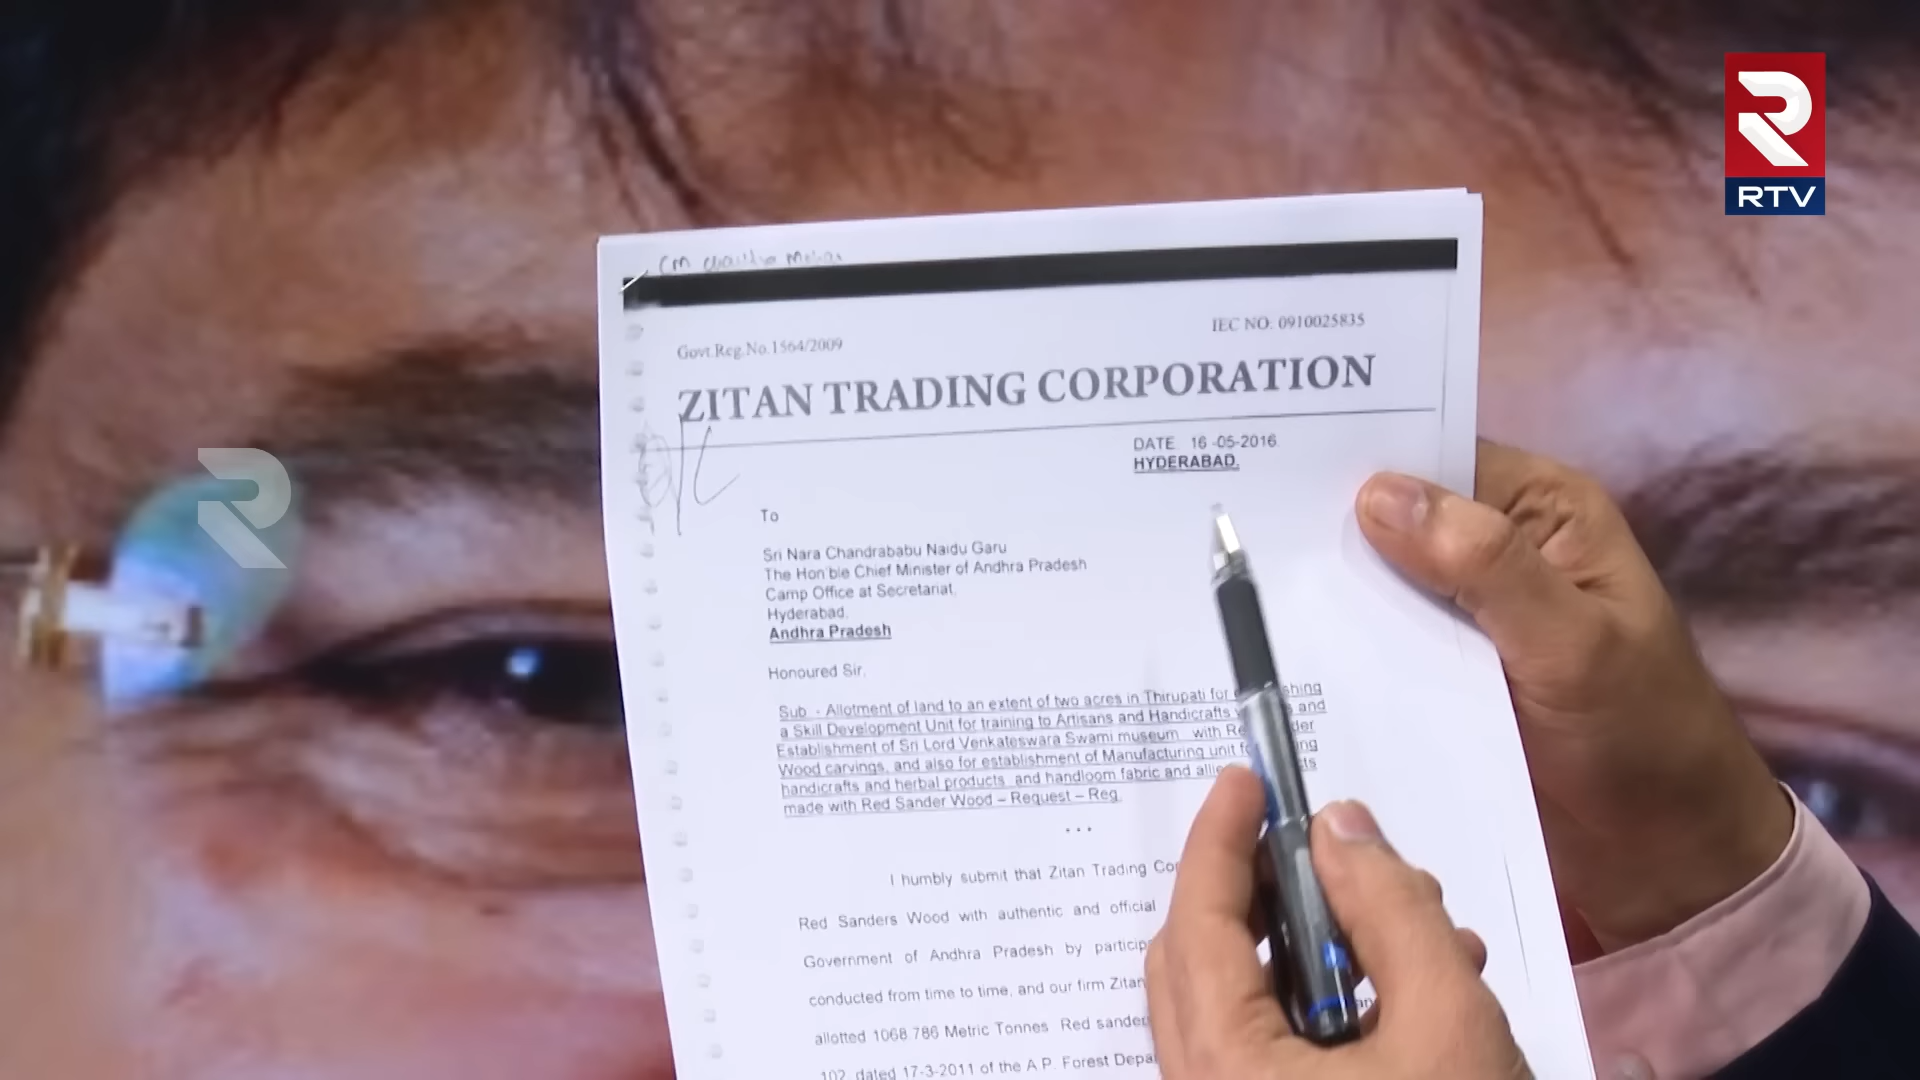 RTV
CM
Govt.Reg.No.1564/2009
IEC NO: 0910025835
ZITAN TRADING CORPORATION
DATE 16 -05-2016
HYDERABAD.
To
Sri Nara Chandrababu Naidu Garu
The Hon'ble Chief Minister of Andhra Pradesh
Camp Office at Secretariat,
Hyderabad,
Andhra Pradesh
Honoured Sir,
Sub - Allotment of land to an extent of two acres in Thirupati for
a Skill Development Unit for training to Artisans and Handicrafts and
Establishment of Sri Lord Venkateswara Swami museum with
Wood carvings, and also for establishment of Manufacturing unit
handicrafts and herbal products and handloom fabric and
made with Red Sander Wood – Request – Reg.
...
I humbly submit that Zitan Trading
Red Sanders Wood with authentic and official
Government of Andhra Pradesh by
conducted from time to time, and our firm Zitan
allotted 1068.786 Metric Tonnes Red
102, dated 17-3-2011 of the A.P. Forest